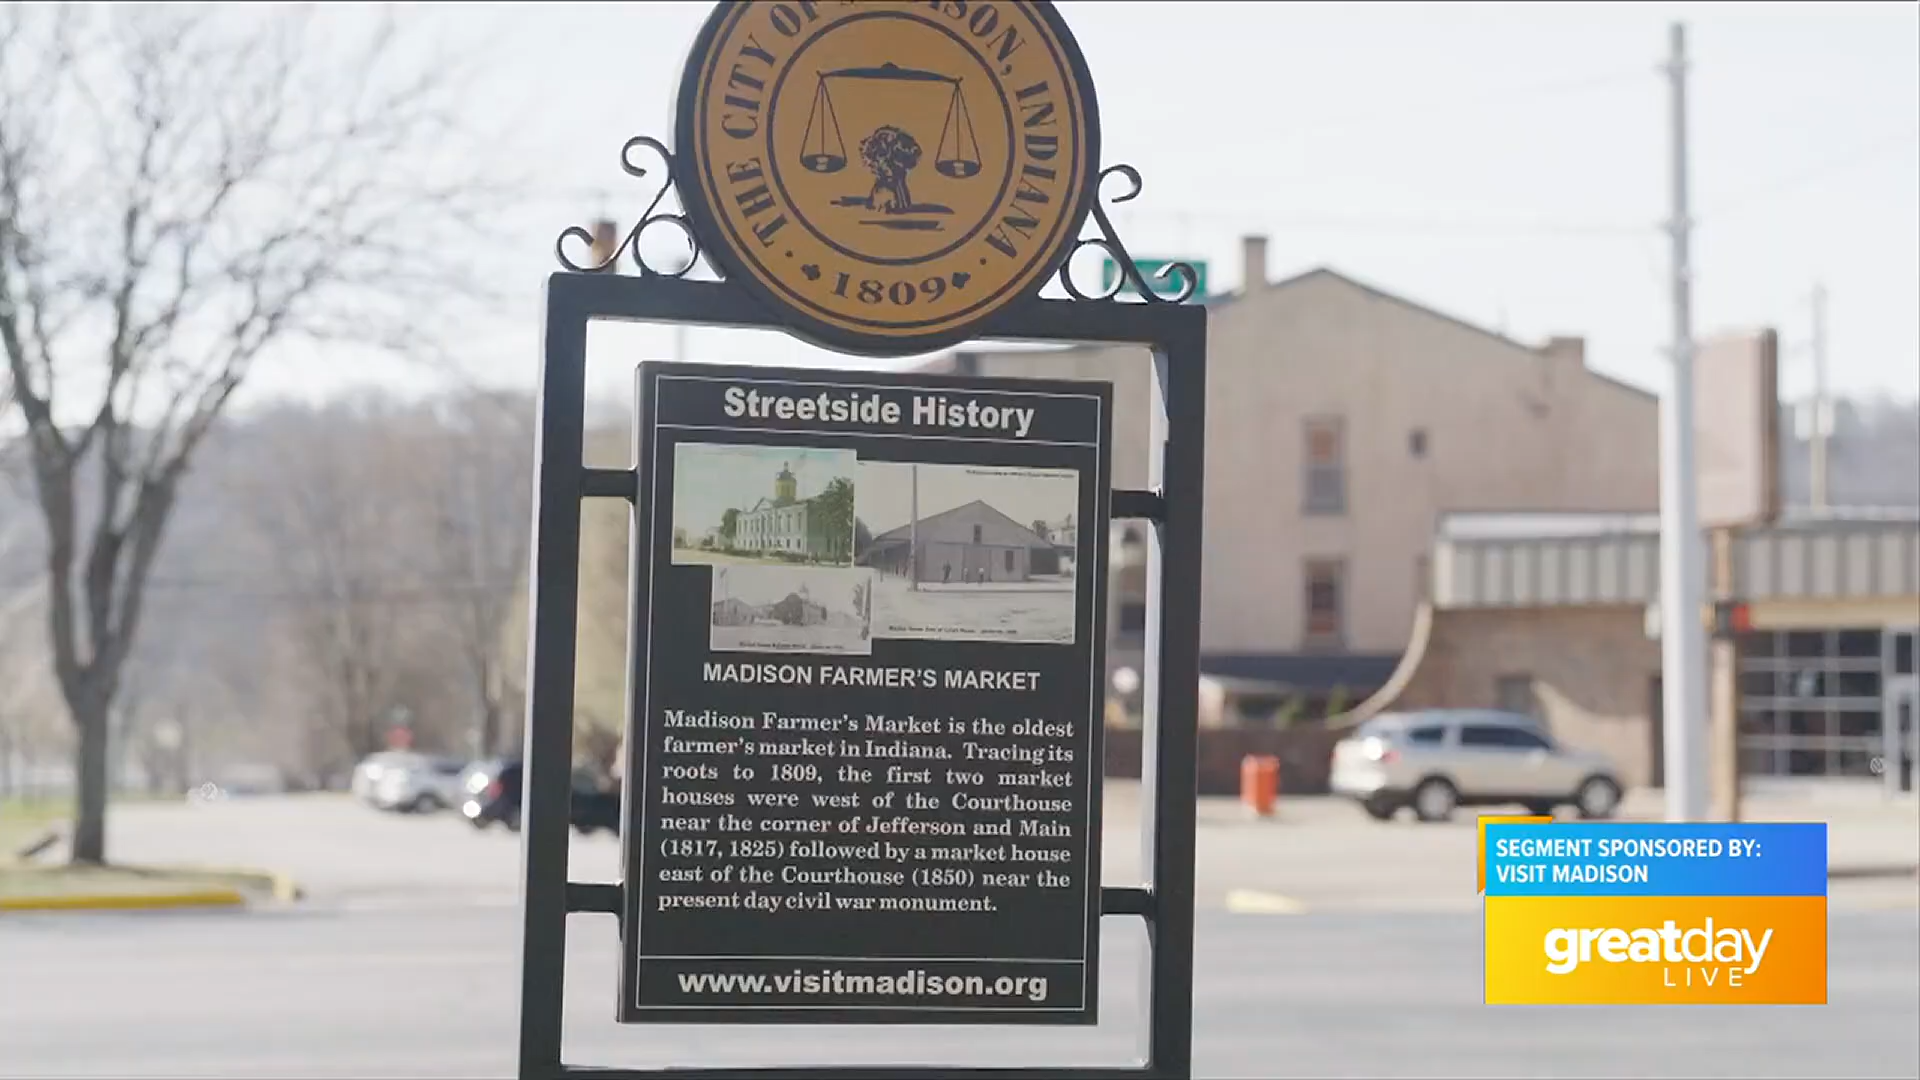 THE CITY OF MADISON, INDIANA
1809
Streetside History
MADISON FARMER'S MARKET
Madison Farmer's Market is the oldest
farmer's market in Indiana. Tracing its
roots to 1809, the first two market
houses were west of the Courthouse
near the corner of Jefferson and Main
(1817, 1825) followed by a market house
east of the Courthouse (1850) near the
present day civil war monument.
www.visitmadison.org
SEGMENT SPONSORED BY:
VISIT MADISON
greatday
LIVE